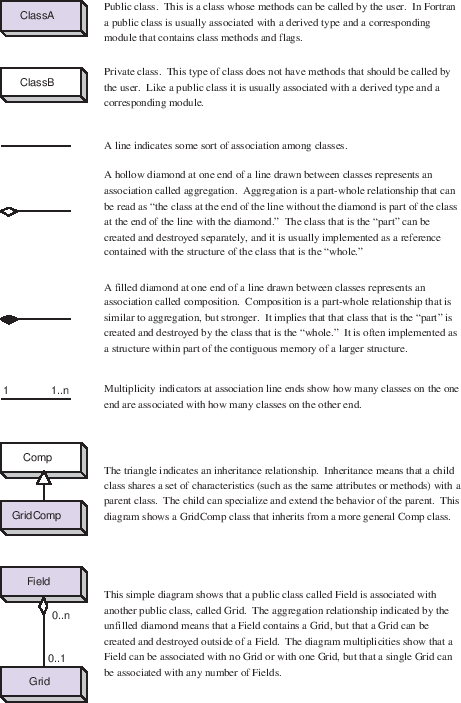 ClassA
Public class. This is a class whose methods can be called by the user. In Fortran
a public class is usually associated with a derived type and a corresponding
module that contains class methods and flags.
ClassB
Private class. This type of class does not have methods that should be called by
the user. Like a public class it is usually associated with a derived type and a
corresponding module.
A line indicates some sort of association among classes.
A hollow diamond at one end of a line drawn between classes represents an
association called aggregation. Aggregation is a part-whole relationship that can
be read as “the class at the end of the line without the diamond is part of the class
at the end of the line with the diamond.” The class that is the “part” can be
created and destroyed separately, and it is usually implemented as a reference
contained with the structure of the class that is the “whole.”
A filled diamond at one end of a line drawn between classes represents an
association called composition. Composition is a part-whole relationship that is
similar to aggregation, but stronger. It implies that that class that is the “part” is
created and destroyed by the class that is the “whole.” It is often implemented as
a structure within part of the contiguous memory of a larger structure.
1 1..n
Multiplicity indicators at association line ends show how many classes on the one
end are associated with how many classes on the other end.
Comp
GridComp
The triangle indicates an inheritance relationship. Inheritance means that a child
class shares a set of characteristics (such as the same attributes or methods) with a
parent class. The child can specialize and extend the behavior of the parent. This
diagram shows a GridComp class that inherits from a more general Comp class.
Field
0..n
0..1
Grid
This simple diagram shows that a public class called Field is associated with
another public class, called Grid. The aggregation relationship indicated by the
unfilled diamond means that a Field contains a Grid, but that a Grid can be
created and destroyed outside of a Field. The diagram multiplicities show that a
Field can be associated with no Grid or with one Grid, but that a single Grid can
be associated with any number of Fields.